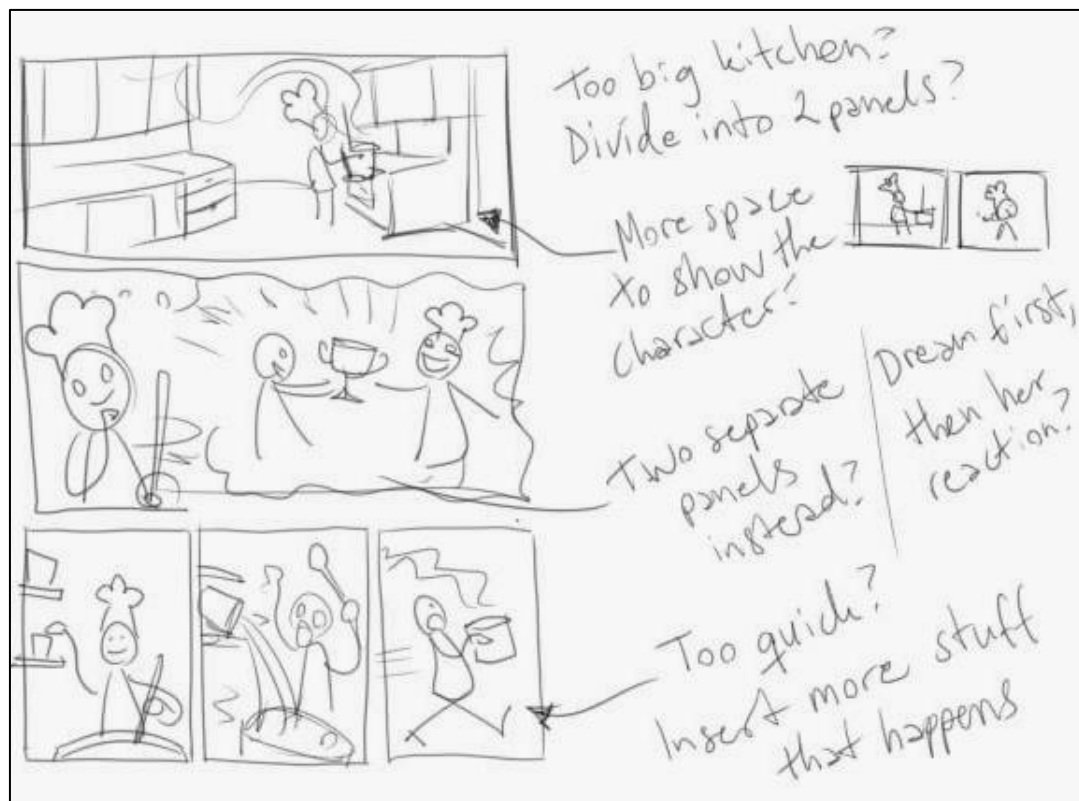 Too big kitchen?
Divide into 2 panels?
More space
to show the
character?
Two separate
panels
instead?
Dream first,
then her
reaction?
Too quick?
Insert more stuff
that happens